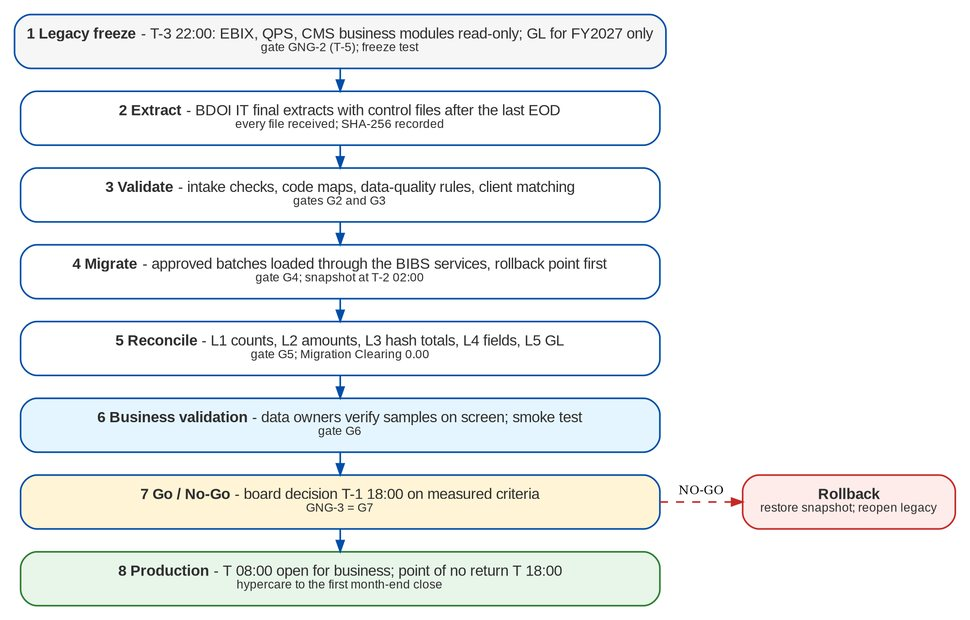 1 Legacy freeze - T-3 22:00: EBIX, QPS, CMS business modules read-only; GL for FY2027 only
gate GNG-2 (T-5); freeze test
2 Extract - BDOI IT final extracts with control files after the last EOD
every file received; SHA-256 recorded
3 Validate - intake checks, code maps, data-quality rules, client matching
gates G2 and G3
4 Migrate - approved batches loaded through the BIBS services, rollback point first
gate G4; snapshot at T-2 02:00
5 Reconcile - L1 counts, L2 amounts, L3 hash totals, L4 fields, L5 GL
gate G5; Migration Clearing 0.00
6 Business validation - data owners verify samples on screen; smoke test
gate G6
7 Go / No-Go - board decision T-1 18:00 on measured criteria
GNG-3 = G7
NO-GO
Rollback
restore snapshot; reopen legacy
8 Production - T 08:00 open for business; point of no return T 18:00
hypercare to the first month-end close